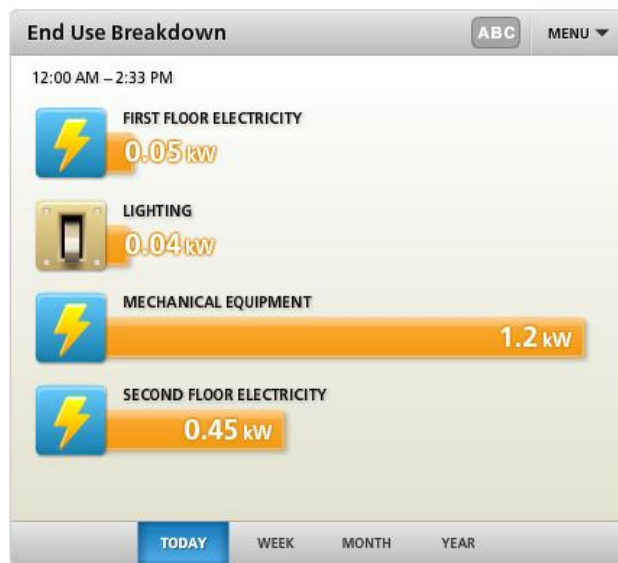 End Use Breakdown
ABC
MENU
12:00 AM – 2:33 PM
FIRST FLOOR ELECTRICITY
0.05 kW
LIGHTING
0.04 kW
MECHANICAL EQUIPMENT
1.2 kW
SECOND FLOOR ELECTRICITY
0.45 kW
TODAY WEEK MONTH YEAR